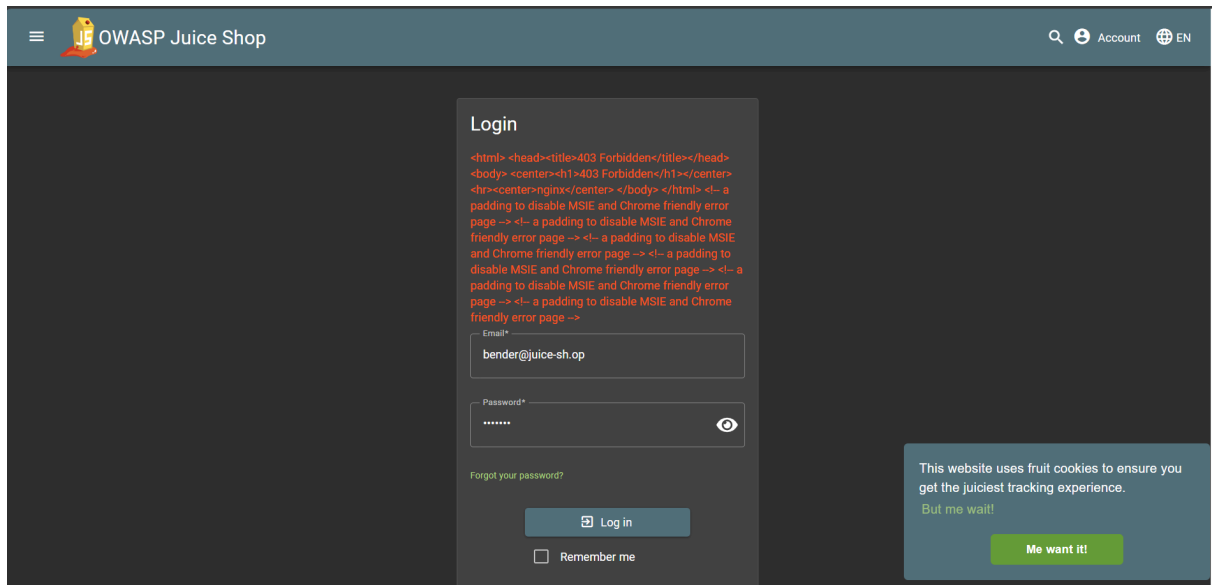 OWASP Juice Shop
Account
EN
Login
<html> <head><title>403 Forbidden</title></head>
<body> <center><h1>403 Forbidden</h1></center>
<hr><center>nginx</center> </body> </html> <!-- a
padding to disable MSIE and Chrome friendly error
page --> <!-- a padding to disable MSIE and Chrome
friendly error page --> <!-- a padding to disable MSIE
and Chrome friendly error page --> <!-- a padding to
disable MSIE and Chrome friendly error page --> <!-- a
padding to disable MSIE and Chrome friendly error
page --> <!-- a padding to disable MSIE and Chrome
friendly error page -->
Email*
bender@juice-sh.op
Password*
•••••••
Forgot your password?
Log in
Remember me
This website uses fruit cookies to ensure you
get the juiciest tracking experience.
But me wait!
Me want it!